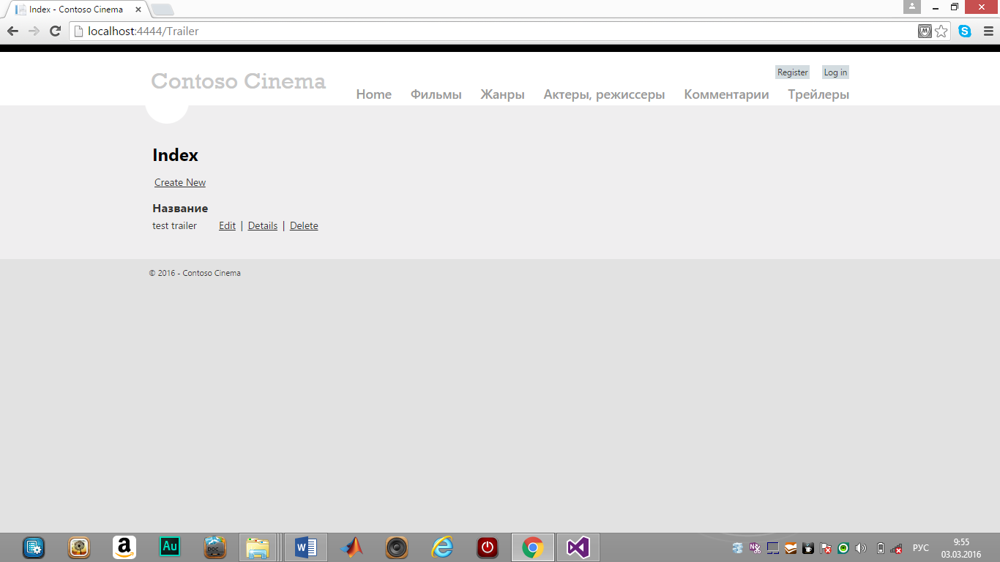 Index - Contoso Cinema
localhost:4444/Trailer
Contoso Cinema
Register Log in
Home Фильмы Жанры Актеры, режиссеры Комментарии Трейлеры
Index
Create New
Название
test trailer Edit | Details | Delete
© 2016 - Contoso Cinema
a Au DOC W e
РУС 9:55
03.03.2016